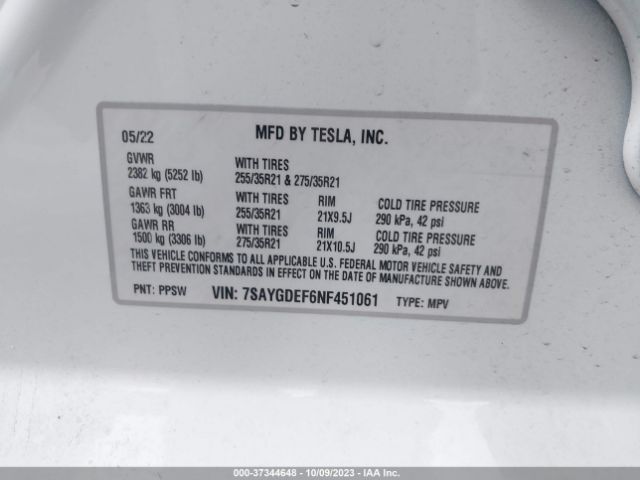 05/22 MFD BY TESLA, INC.
GVWR WITH TIRES
2382 kg (5252 lb) 255/35R21 & 275/35R21
GAWR FRT WITH TIRES RIM COLD TIRE PRESSURE
1363 kg (3004 lb) 255/35R21 21X9.5J 290 kPa, 42 psi
GAWR RR WITH TIRES RIM COLD TIRE PRESSURE
1500 kg (3306 lb) 275/35R21 21X10.5J 290 kPa, 42 psi
THIS VEHICLE CONFORMS TO ALL APPLICABLE U.S. FEDERAL MOTOR VEHICLE SAFETY AND
THEFT PREVENTION STANDARDS IN EFFECT ON THE DATE OF MANUFACTURE SHOWN ABOVE.
PNT: PPSW VIN: 7SAYGDEF6NF451061 TYPE: MPV
000-37344648 - 10/09/2023 - IAA Inc.